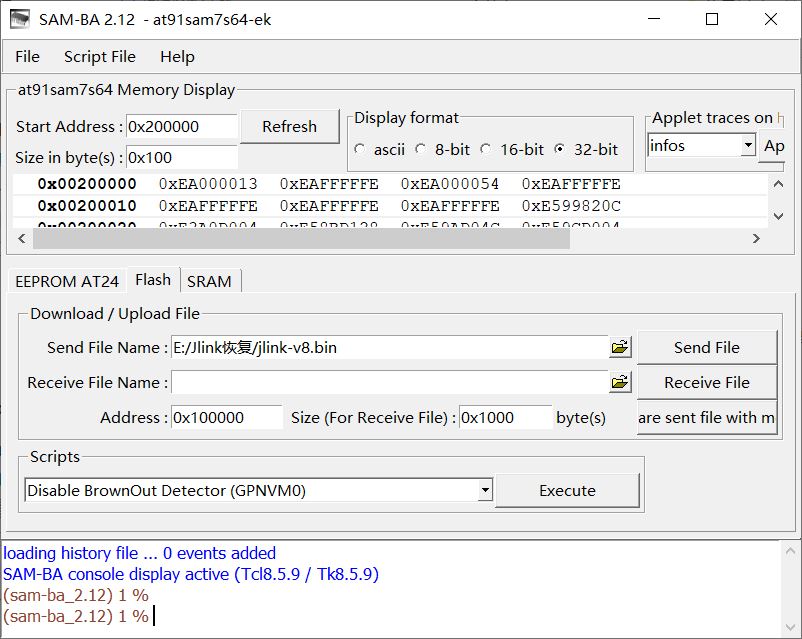 SAM-BA 2.12 - at91sam7s64-ek
File Script File Help
at91sam7s64 Memory Display
Start Address : 0x200000 Refresh
Size in byte(s) : 0x100
Display format
ascii 8-bit 16-bit 32-bit
Applet traces on
infos Ap
0x00200000 0xEA000013 0xEAFFFFFE 0xEA000054 0xEAFFFFFE
0x00200010 0xEAFFFFFE 0xEAFFFFFE 0xEAFFFFFE 0xE599820C
EEPROM AT24 Flash SRAM
Download / Upload File
Send File Name : E:/Jlink恢复/jlink-v8.bin Send File
Receive File Name : Receive File
Address : 0x100000 Size (For Receive File) : 0x1000 byte(s) are sent file with m
Scripts
Disable BrownOut Detector (GPNVM0) Execute
loading history file ... 0 events added
SAM-BA console display active (Tcl8.5.9 / Tk8.5.9)
(sam-ba_2.12) 1 %
(sam-ba_2.12) 1 %